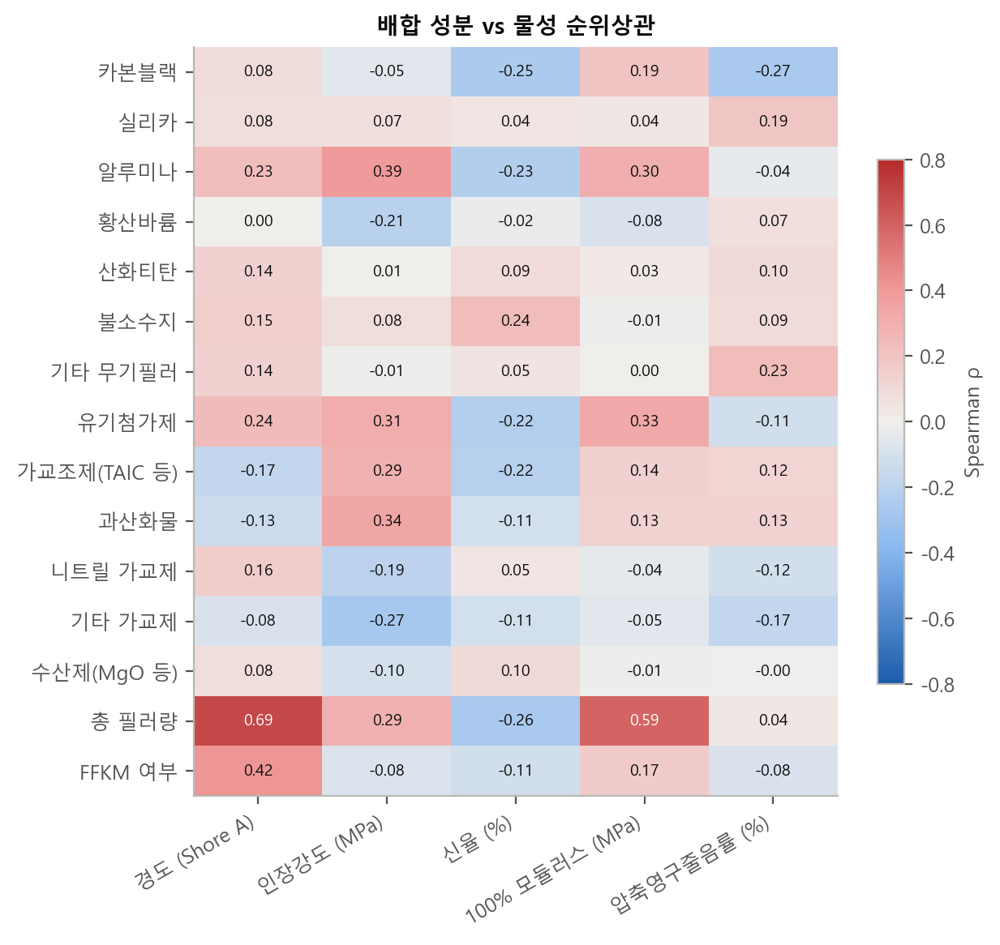 배합 성분 vs 물성 순위상관
카본블랙 0.08 -0.05 -0.25 0.19 -0.27
실리카 0.08 0.07 0.04 0.04 0.19
알루미나 0.23 0.39 -0.23 0.30 -0.04
황산바륨 0.00 -0.21 -0.02 -0.08 0.07
산화티탄 0.14 0.01 0.09 0.03 0.10
불소수지 0.15 0.08 0.24 -0.01 0.09
기타 무기필러 0.14 -0.01 0.05 0.00 0.23
유기첨가제 0.24 0.31 -0.22 0.33 -0.11
가교조제(TAIC 등) -0.17 0.29 -0.22 0.14 0.12
과산화물 -0.13 0.34 -0.11 0.13 0.13
니트릴 가교제 0.16 -0.19 0.05 -0.04 -0.12
기타 가교제 -0.08 -0.27 -0.11 -0.05 -0.17
수산제(MgO 등) 0.08 -0.10 0.10 -0.01 -0.00
총 필러량 0.69 0.29 -0.26 0.59 0.04
FFKM 여부 0.42 -0.08 -0.11 0.17 -0.08
경도 (Shore A)
인장강도 (MPa)
신율 (%)
100% 모듈러스 (MPa)
압축영구줄음률 (%)
0.8
0.6
0.4
0.2
0.0
-0.2
-0.4
-0.6
-0.8
Spearman ρ